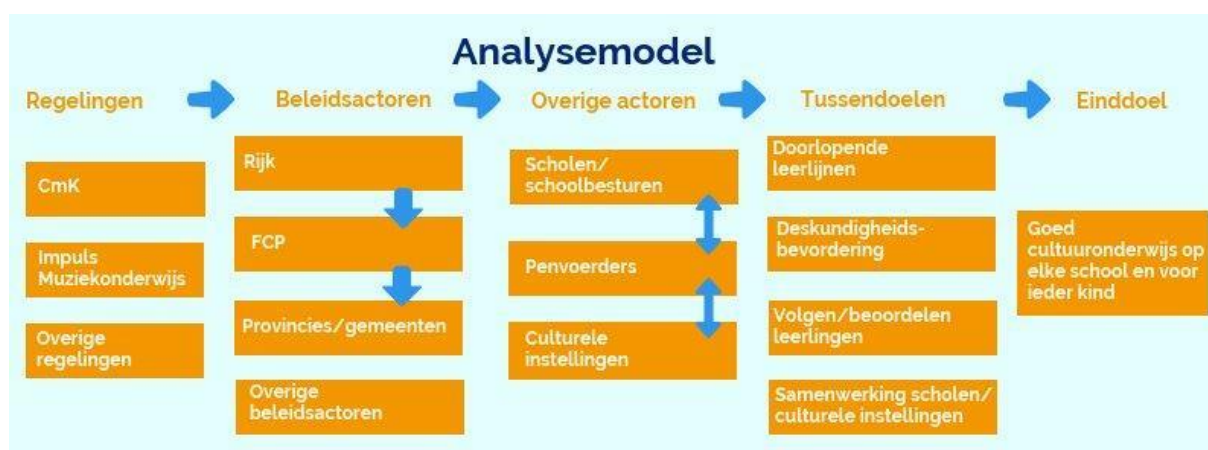 Analysemodel
Regelingen
Beleidsactoren
Overige actoren
Tussendoelen
Einddoel
CmK
Impuls
Muziekonderwijs
Overige
regelingen
Rijk
FCP
Provincies/gemeenten
Overige
beleidsactoren
Scholen/
schoolbesturen
Penvoerders
Culturele
instellingen
Doorlopende
leerlijnen
Deskundigheids-
bevordering
Volgen/beoordelen
leerlingen
Samenwerking scholen/
culturele instellingen
Goed
cultuuronderwijs op
elke school en voor
ieder kind